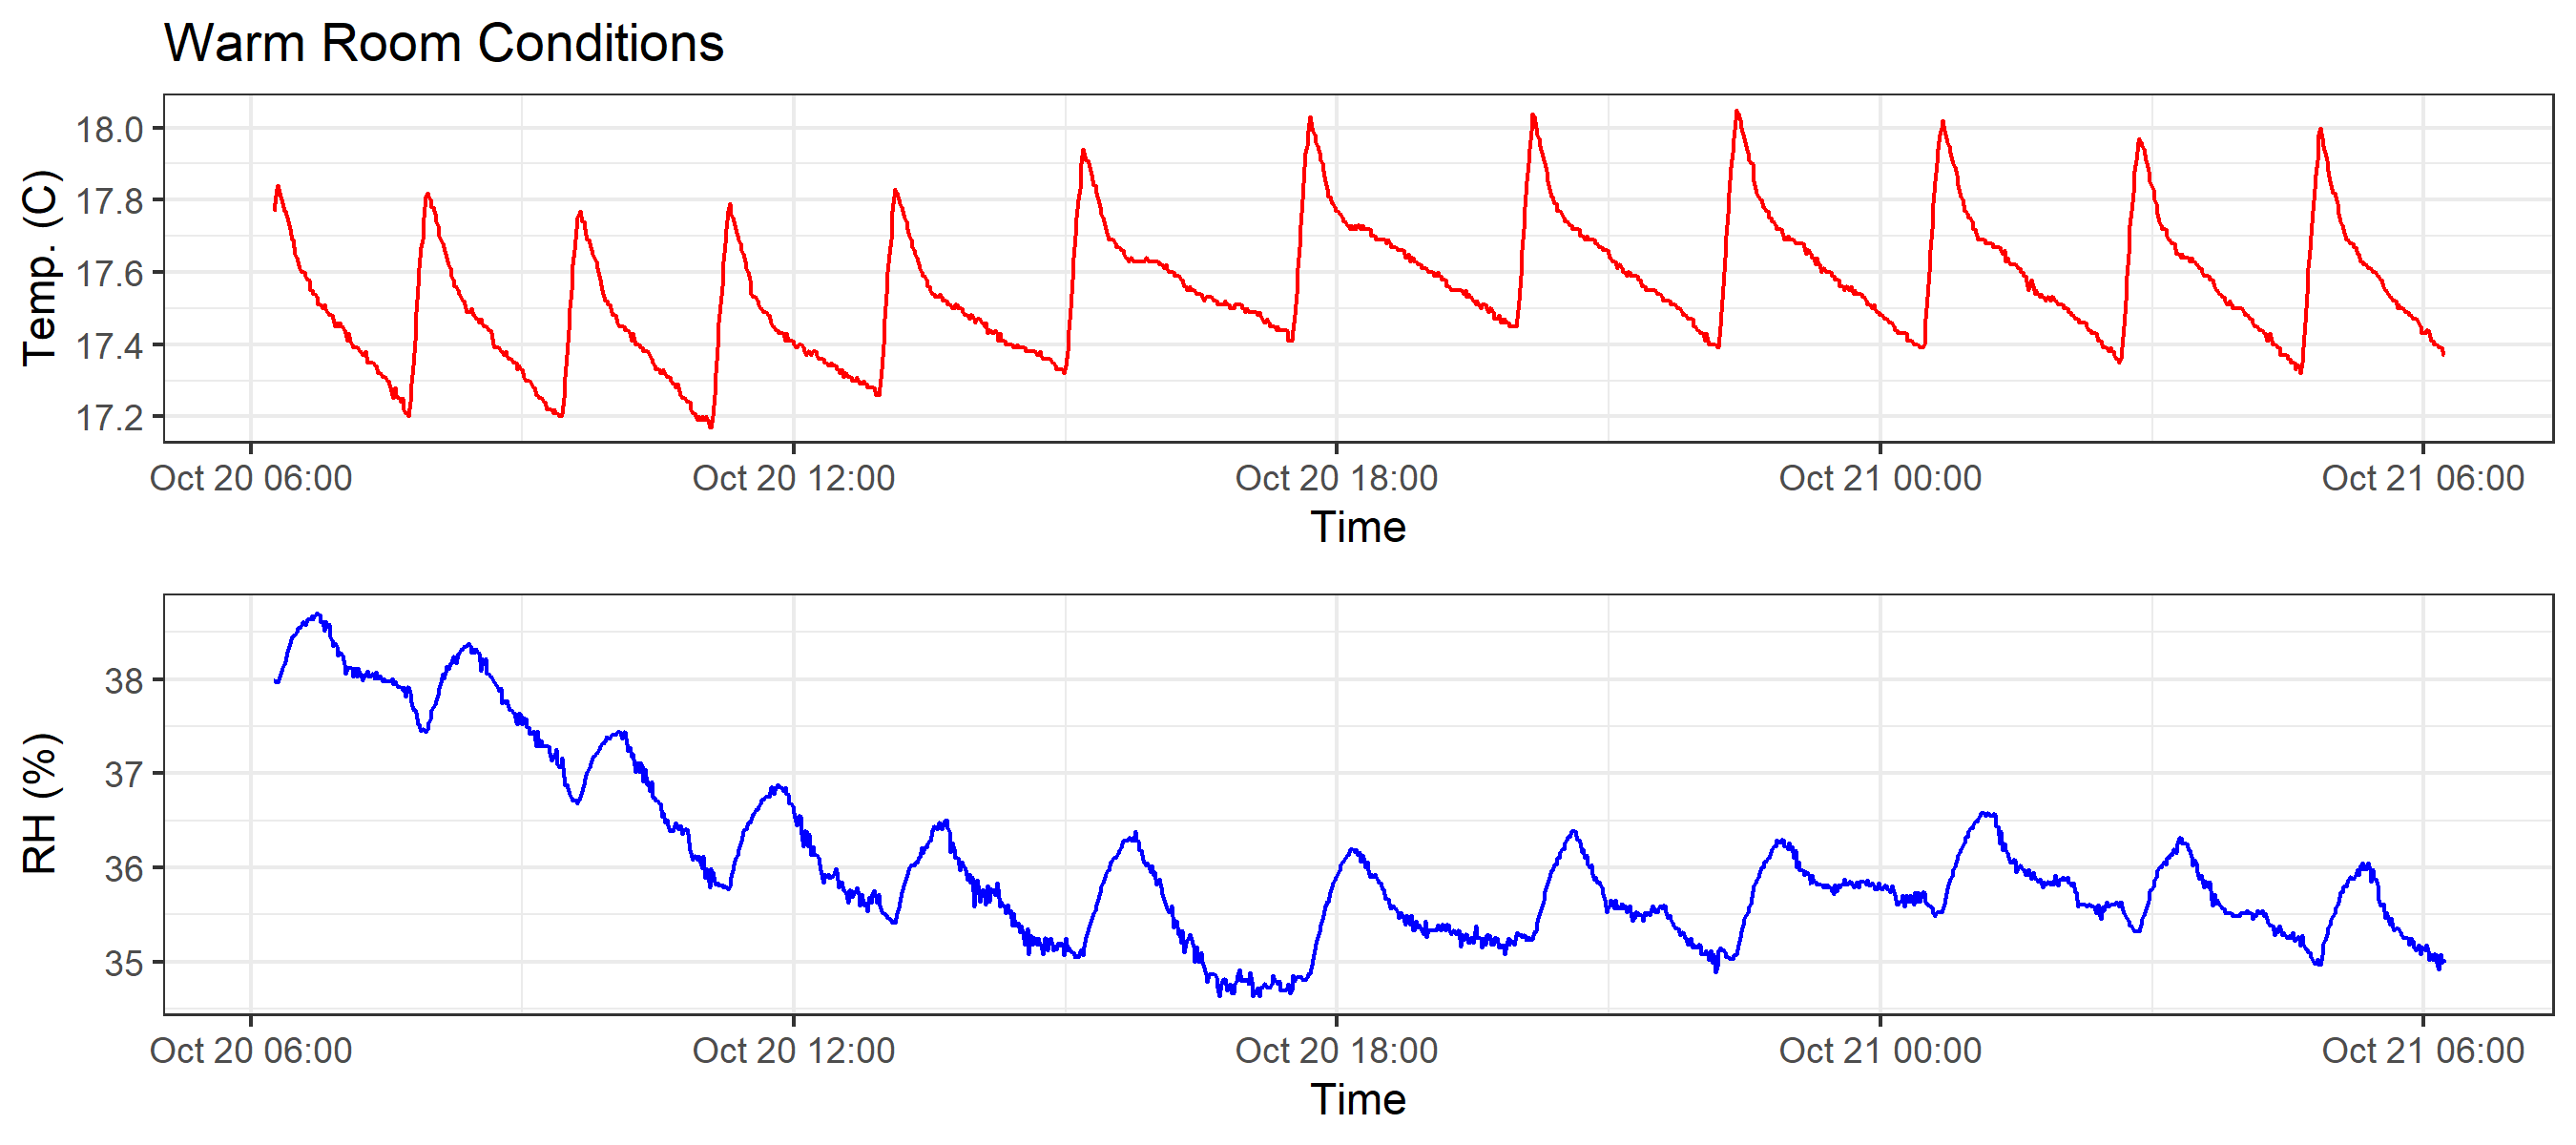 Warm Room Conditions
Temp. (C)
18.0
17.8
17.6
17.4
17.2
Oct 20 06:00 Oct 20 12:00 Oct 20 18:00 Oct 21 00:00 Oct 21 06:00
Time
RH (%)
38
37
36
35
Oct 20 06:00 Oct 20 12:00 Oct 20 18:00 Oct 21 00:00 Oct 21 06:00
Time